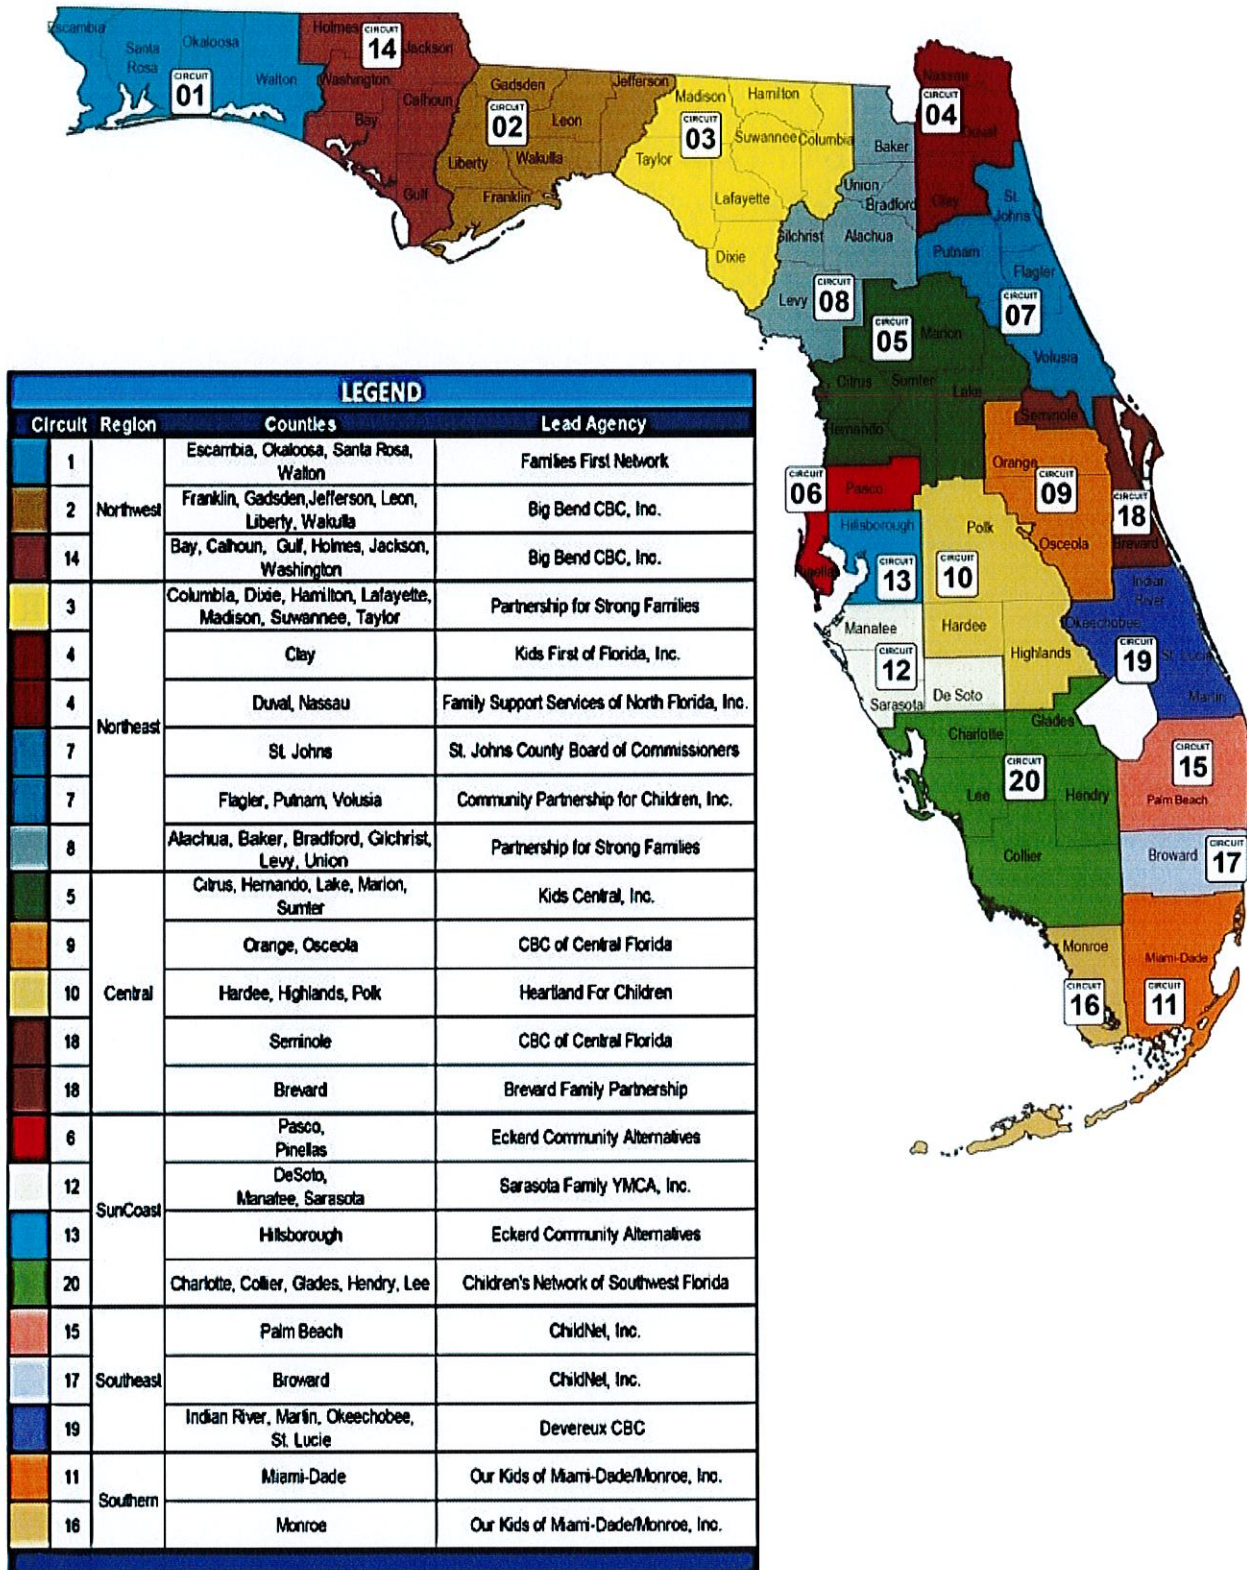 Escambia
Santa
Rosa
Okaloosa
Walton
CIRCUIT
01
Holmes
CIRCUIT
14
Jackson
Washington
Calhoun
Bay
Gulf
Gadsden
Jefferson
CIRCUIT
02
Leon
Liberty
Wakulla
Franklin
Madison
Hamilton
CIRCUIT
03
Suwannee
Columbia
Taylor
Lafayette
Dixie
Nassau
CIRCUIT
04
Duval
Clay
Baker
Union
Bradford
Gilchrist
Alachua
Levy
CIRCUIT
08
St.
Johns
Putnam
Flagler
CIRCUIT
07
Volusia
CIRCUIT
05
Marion
Citrus
Sumter
Lake
Hernando
Seminole
Orange
CIRCUIT
09
Osceola
CIRCUIT
18
Brevard
CIRCUIT
06
Pasco
Pinellas
Hillsborough
CIRCUIT
13
Polk
CIRCUIT
10
Hardee
Highlands
Manatee
CIRCUIT
12
De Soto
Sarasota
Indian
River
Okeechobee
CIRCUIT
19
St. Lucie
Martin
Glades
Charlotte
CIRCUIT
20
Lee
Hendry
Collier
CIRCUIT
15
Palm Beach
Broward
CIRCUIT
17
Monroe
CIRCUIT
16
Miami-Dade
CIRCUIT
11
LEGEND
Circuit Region Counties Lead Agency
1 Escambia, Okaloosa, Santa Rosa,
Walton Families First Network
Northwest
2 Franklin, Gadsden,Jefferson, Leon,
Liberty, Wakulla Big Bend CBC, Inc.
14 Bay, Calhoun, Gulf, Holmes, Jackson,
Washington Big Bend CBC, Inc.
3 Columbia, Dixie, Hamilton, Lafayette,
Madison, Suwannee, Taylor Partnership for Strong Families
4 Clay Kids First of Florida, Inc.
4 Duval, Nassau Family Support Services of North Florida, Inc.
Northeast
7 St. Johns St. Johns County Board of Commissioners
7 Flagler, Putnam, Volusia Community Partnership for Children, Inc.
8 Alachua, Baker, Bradford, Gilchrist,
Levy, Union Partnership for Strong Families
5 Citrus, Hernando, Lake, Marion,
Sumter Kids Central, Inc.
9 Orange, Osceola CBC of Central Florida
10 Central Hardee, Highlands, Polk Heartland For Children
18 Seminole CBC of Central Florida
18 Brevard Brevard Family Partnership
6 Pasco,
Pinellas Eckerd Community Alternatives
12 DeSoto,
Manatee, Sarasota Sarasota Family YMCA, Inc.
SunCoast
13 Hillsborough Eckerd Community Alternatives
20 Charlotte, Collier, Glades, Hendry, Lee Children's Network of Southwest Florida
15 Palm Beach ChildNet, Inc.
17 Southeast Broward ChildNet, Inc.
19 Indian River, Martin, Okeechobee,
St. Lucie Devereux CBC
11 Miami-Dade Our Kids of Miami-Dade/Monroe, Inc.
Southern
16 Monroe Our Kids of Miami-Dade/Monroe, Inc.